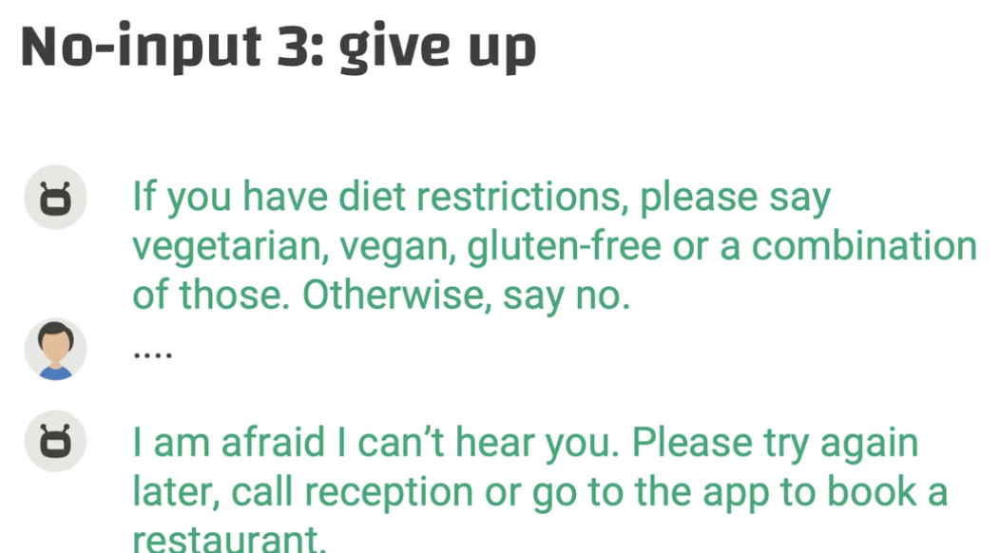 No-input 3: give up
If you have diet restrictions, please say
vegetarian, vegan, gluten-free or a combination
of those. Otherwise, say no.
....
I am afraid I can’t hear you. Please try again
later, call reception or go to the app to book a
restaurant.